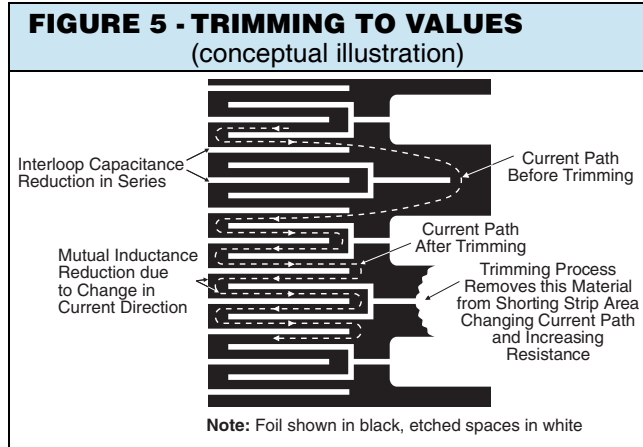 FIGURE 5 - TRIMMING TO VALUES
(conceptual illustration)
Interloop Capacitance
Reduction in Series
Current Path
Before Trimming
Mutual Inductance
Reduction due
to Change in
Current Direction
Current Path
After Trimming
Trimming Process
Removes this Material
from Shorting Strip Area
Changing Current Path
and Increasing
Resistance
Note: Foil shown in black, etched spaces in white